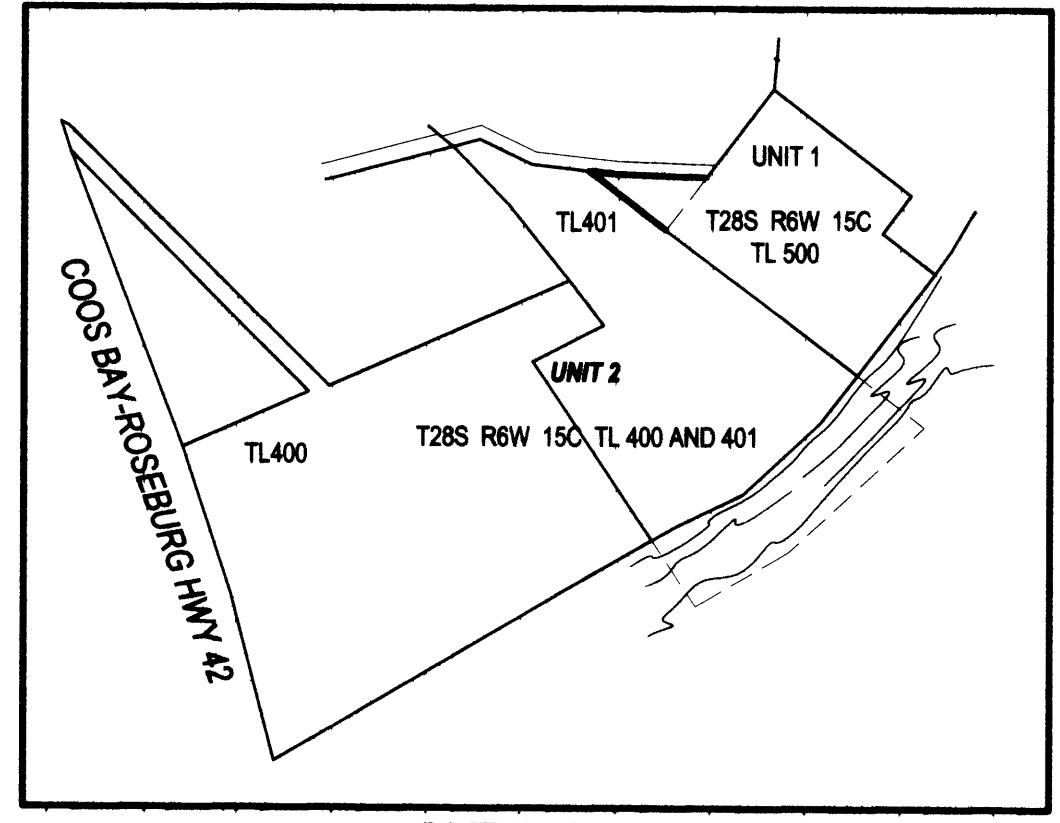 UNIT 1
T28S R6W 15C
TL 500
TL401
COOS BAY-ROSEBURG HWY 42
UNIT 2
T28S R6W 15C TL 400 AND 401
TL400